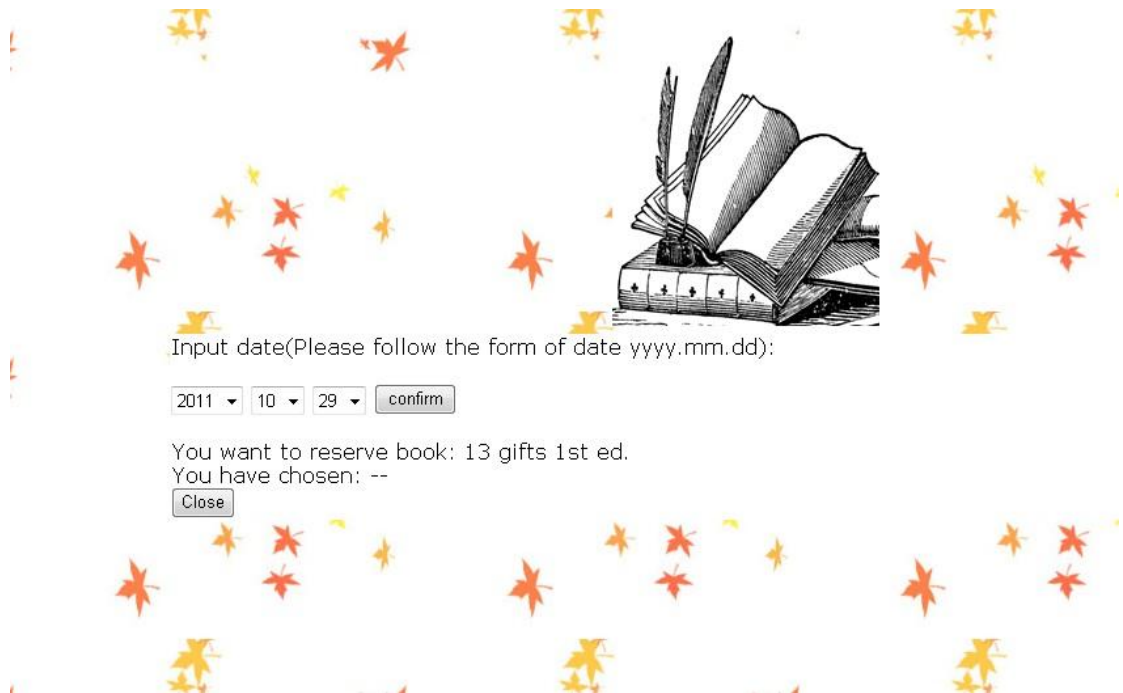 Input date(Please follow the form of date yyyy.mm.dd):
2011 10 29 confirm
You want to reserve book: 13 gifts 1st ed.
You have chosen: --
Close